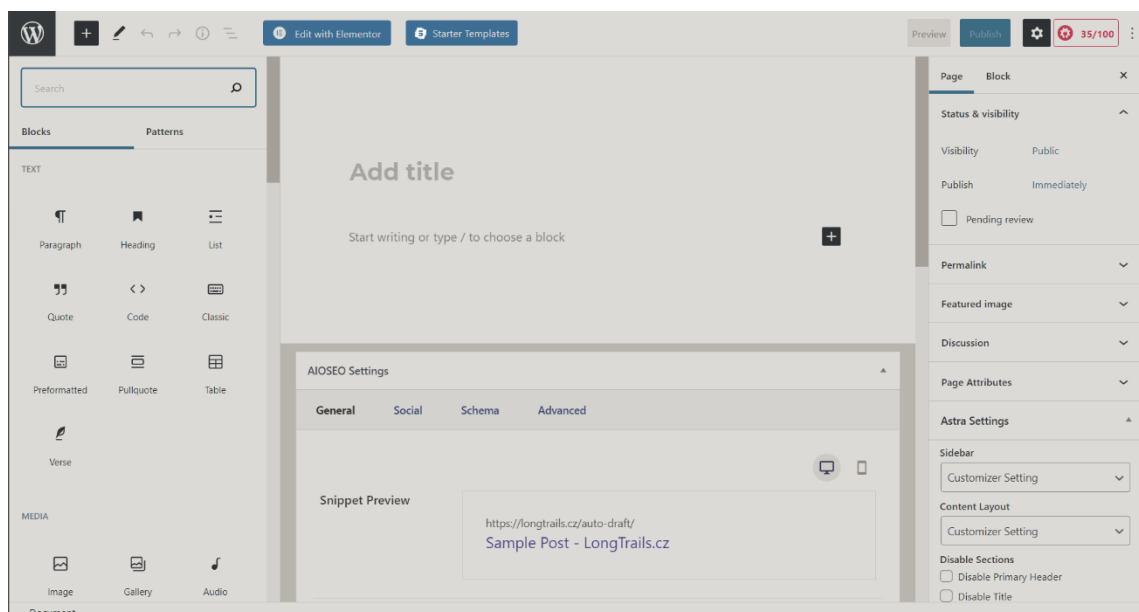 Edit with Elementor
Starter Templates
Preview
Publish
35/100
Search
Blocks Patterns
TEXT
Paragraph Heading List
Quote Code Classic
Preformatted Pullquote Table
Verse
MEDIA
Image Gallery Audio
Document
Add title
Start writing or type / to choose a block
AIOSEO Settings
General Social Schema Advanced
Snippet Preview
https://longtrails.cz/auto-draft/
Sample Post - LongTrails.cz
Page Block
Status & visibility
Visibility Public
Publish Immediately
Pending review
Permalink
Featured image
Discussion
Page Attributes
Astra Settings
Sidebar
Customizer Setting
Content Layout
Customizer Setting
Disable Sections
Disable Primary Header
Disable Title